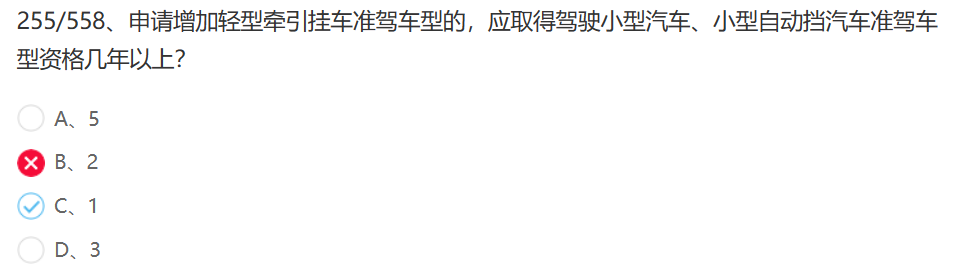 255/558、申请增加轻型牵引挂车准驾车型的，应取得驾驶小型汽车、小型自动挡汽车准驾车
型资格几年以上？
A、5
B、2
C、1
D、3